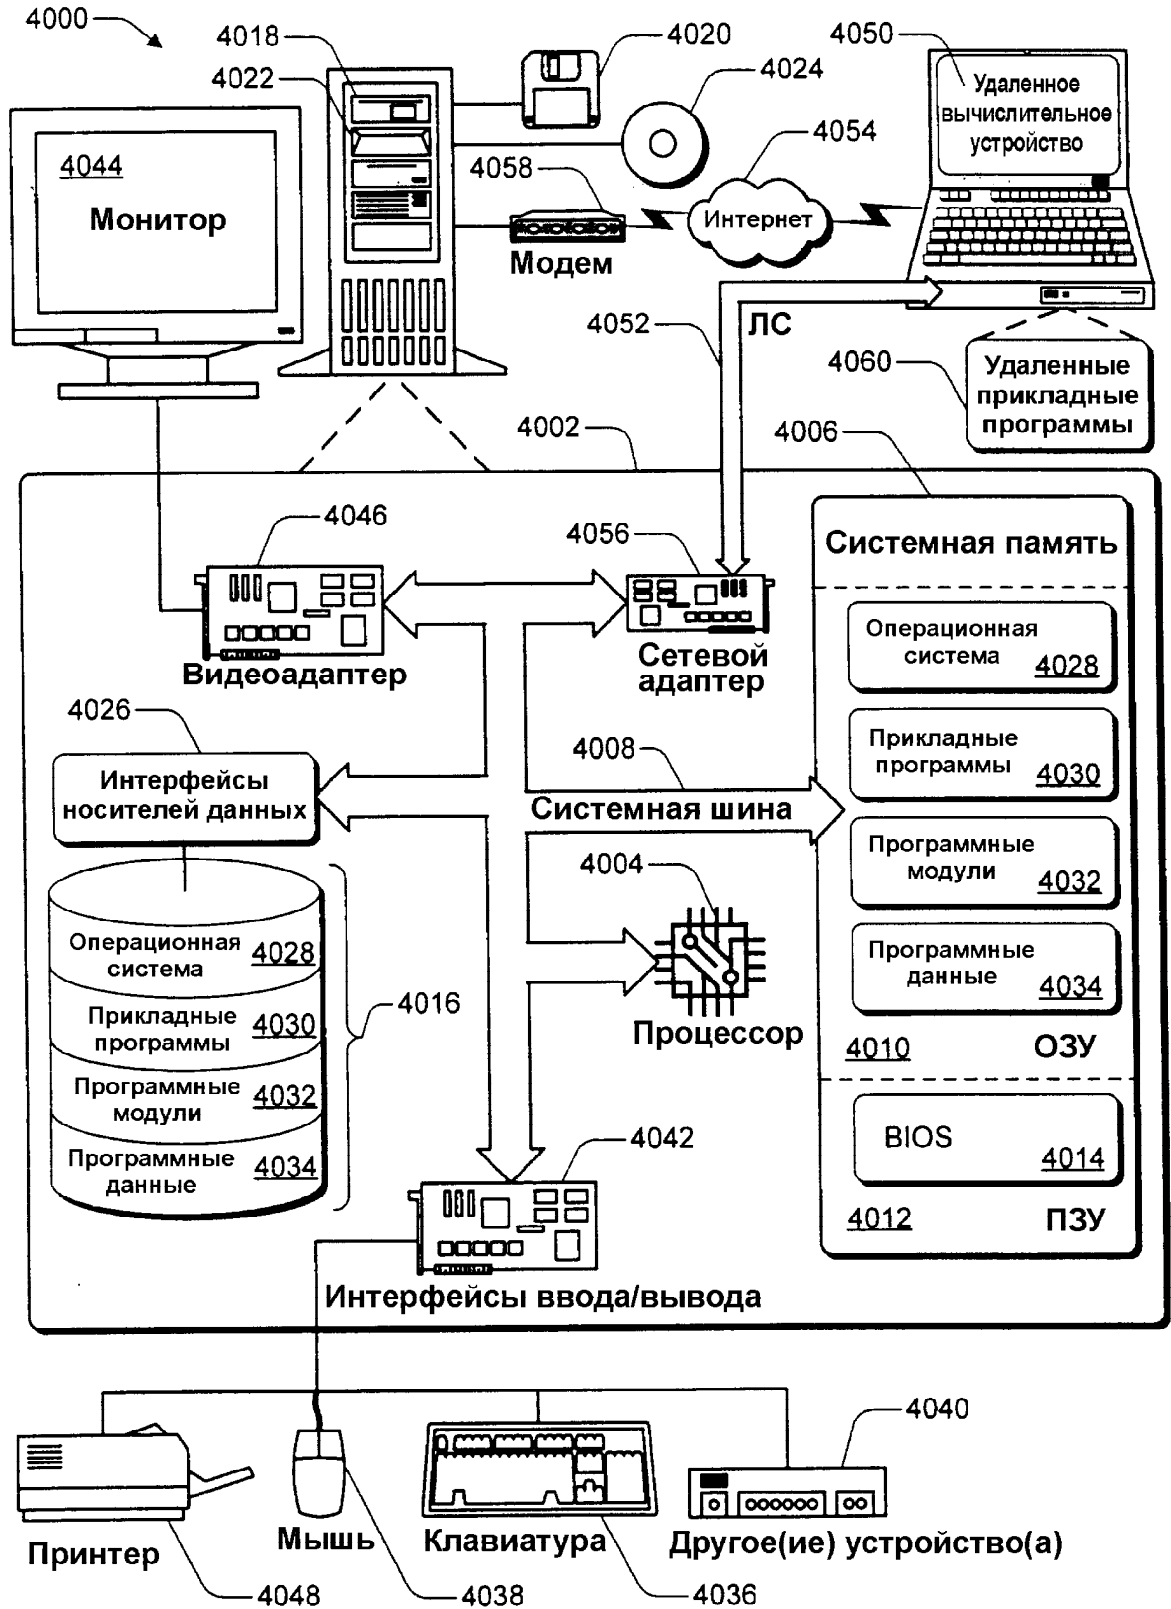 4000
4018
4022
4020
4024
4050
Удаленное
вычислительное
устройство
4054
4044
Монитор
4058
Интернет
Модем
4052
ЛС
4060
Удаленные
прикладные
программы
4002
4006
4046
4056
Системная память
Видеоадаптер
Сетевой
адаптер
Операционная
система
4028
4026
Интерфейсы
носителей данных
4008
Системная шина
Прикладные
программы
4030
Программные
модули
4032
4004
Процессор
Программные
данные
4034
4010
ОЗУ
Операционная
система
4028
Прикладные
программы
4030
Программные
модули
4032
Программные
данные
4034
4016
BIOS
4014
4012
ПЗУ
4042
Интерфейсы ввода/вывода
4040
Принтер
Мышь
Клавиатура
Другое(ие) устройство(а)
4048
4038
4036